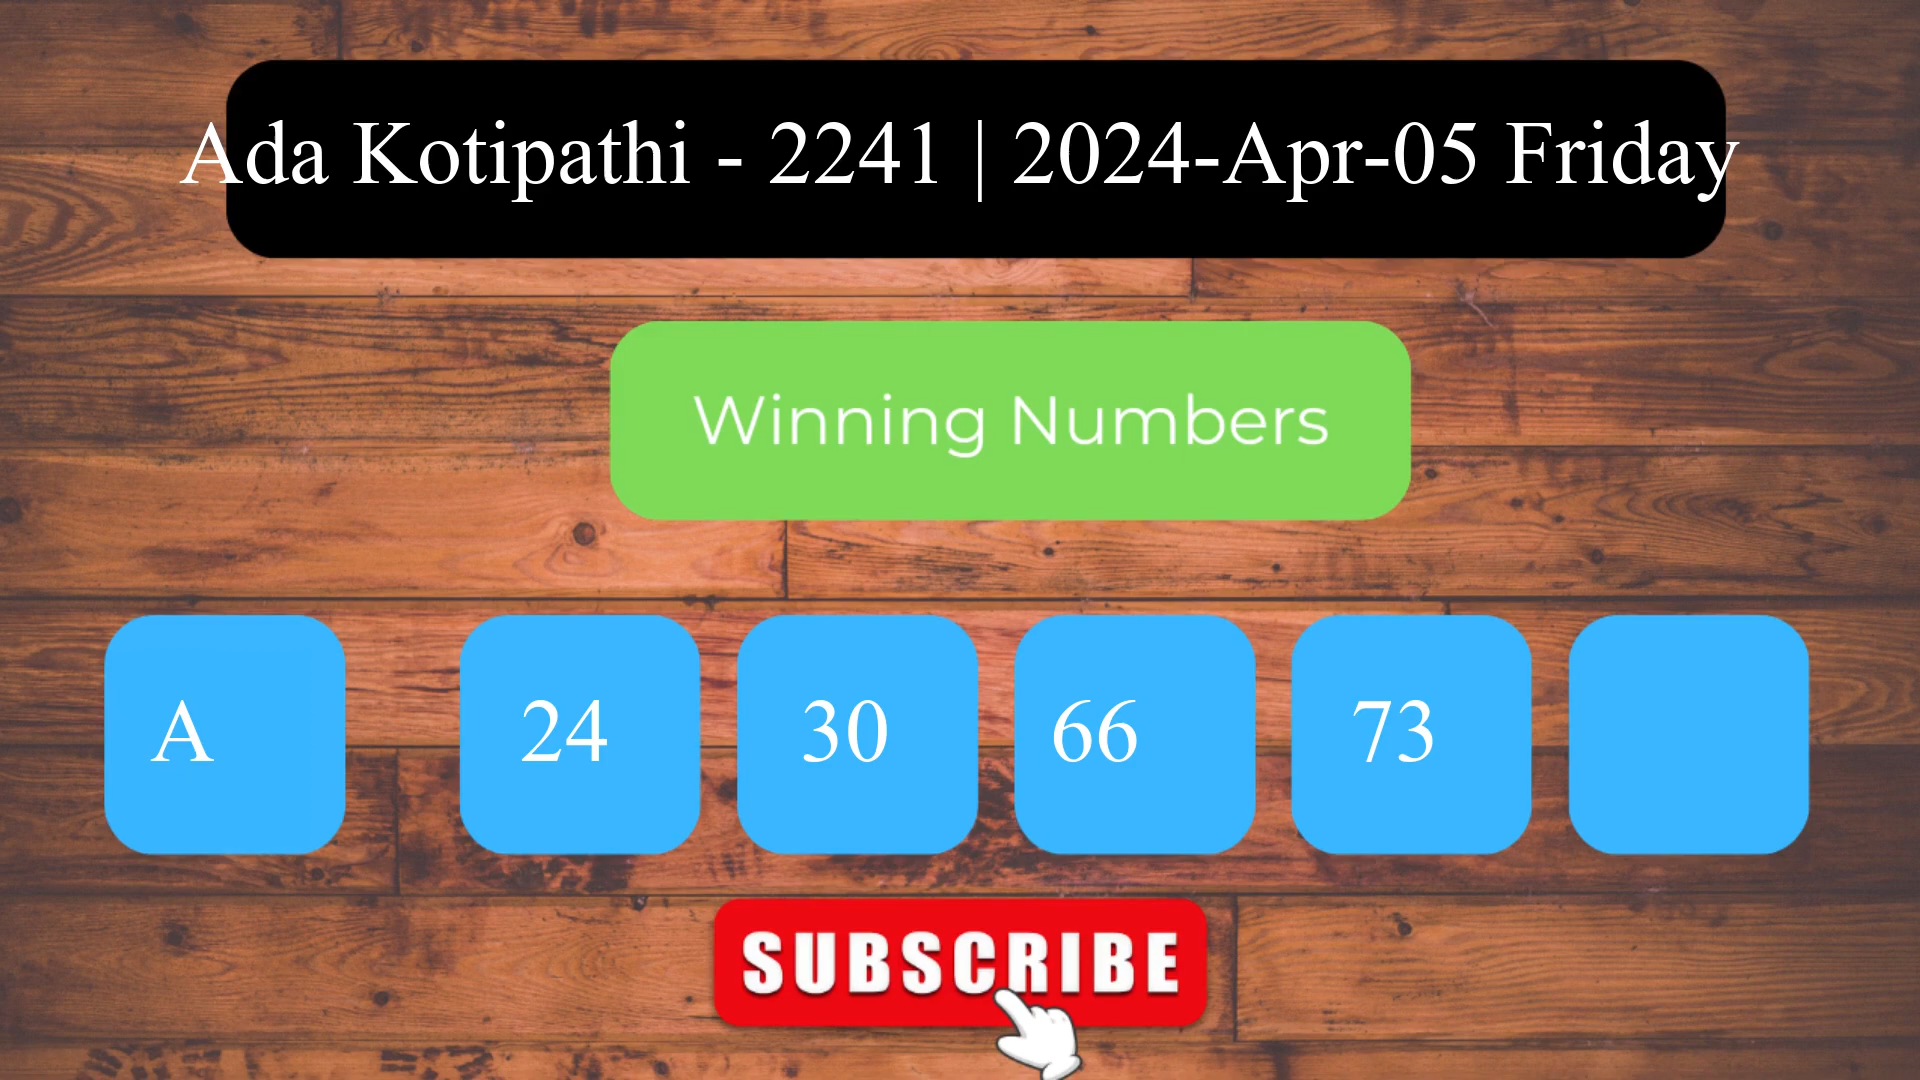 Ada Kotipathi - 2241 | 2024-Apr-05 Friday
Winning Numbers
A 24 30 66 73
SUBSCRIBE